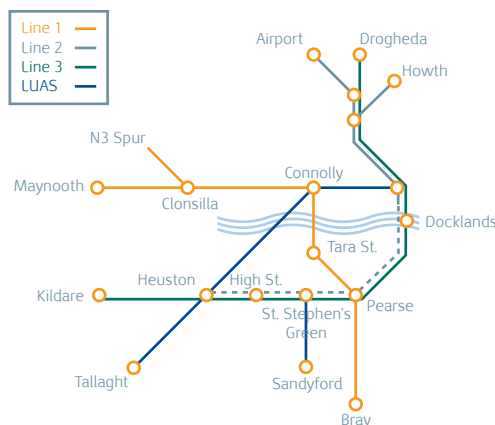 Line 1
Line 2
Line 3
LUAS
Airport
Drogheda
Howth
N3 Spur
Connolly
Maynooth
Clonsilla
Docklands
Tara St.
Heuston
High St.
Kildare
Pearse
St. Stephen's
Green
Tallaght
Sandyford
Bray